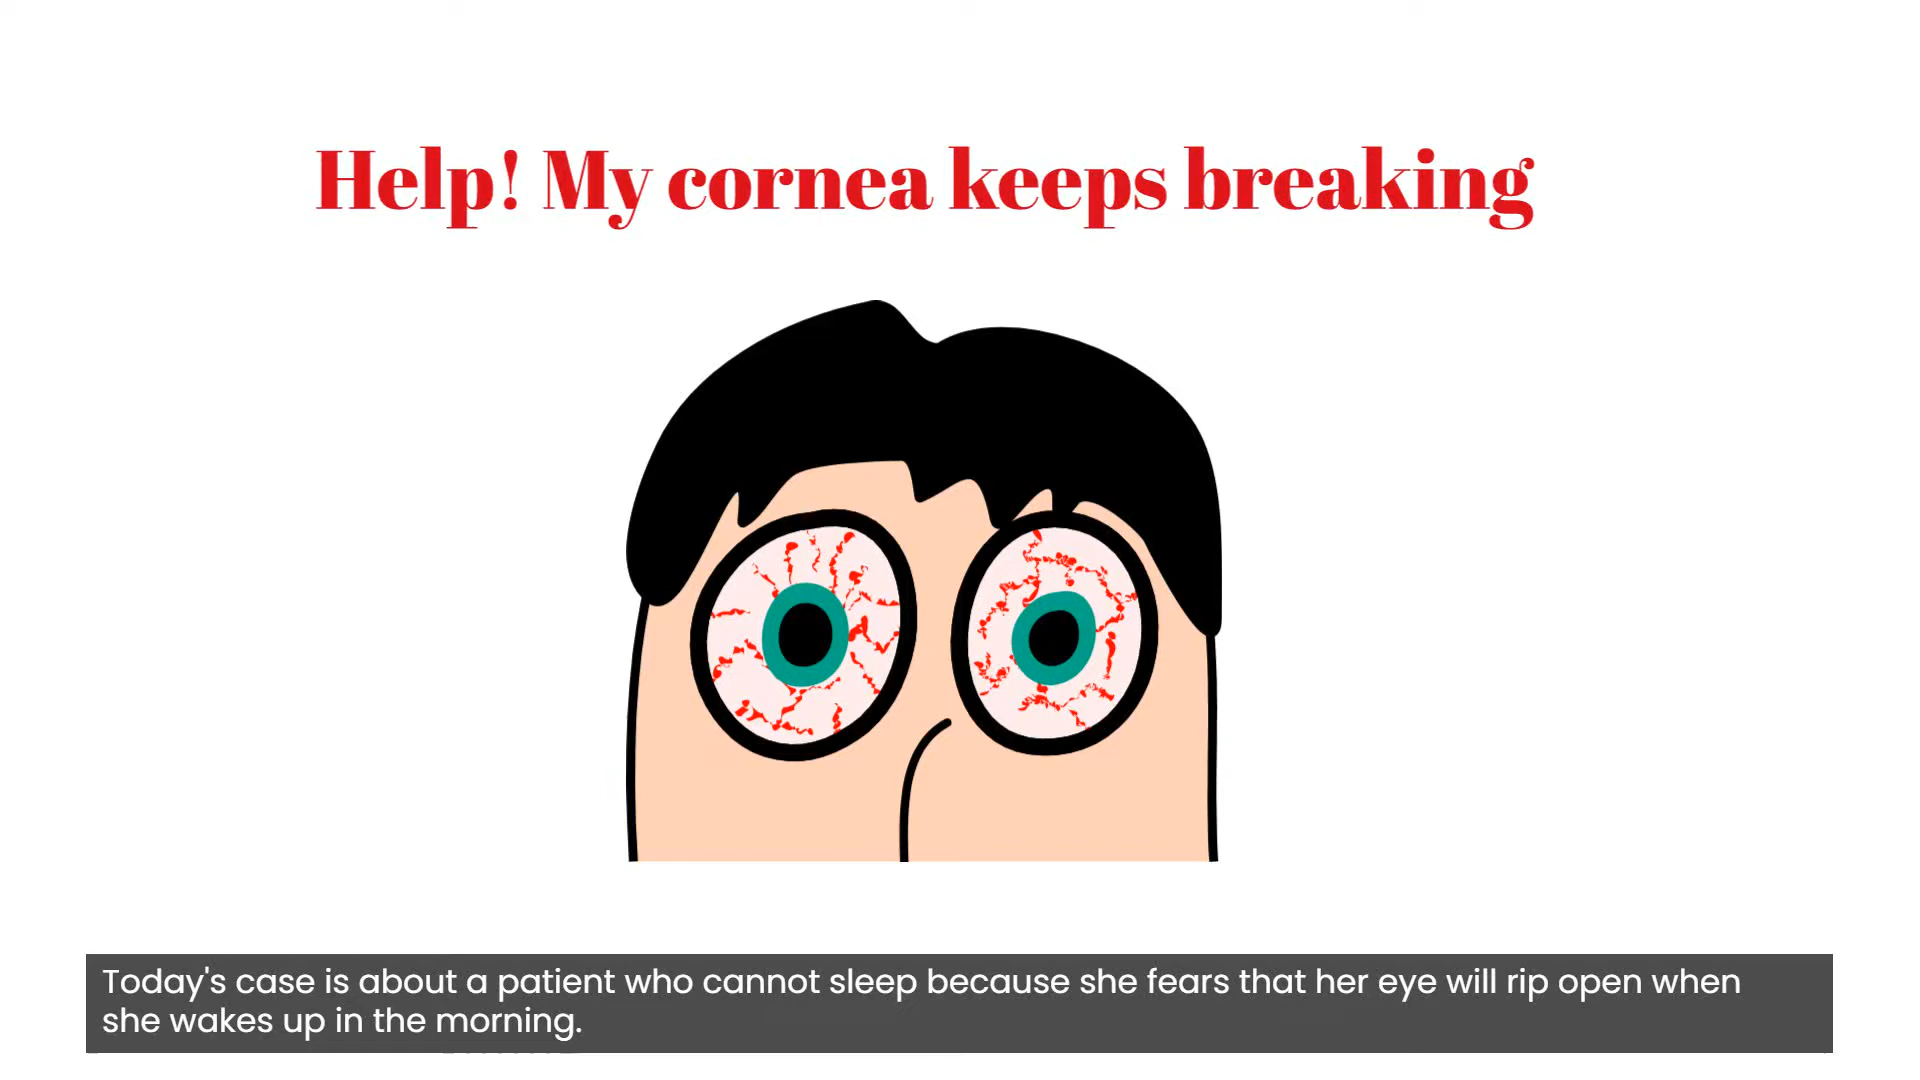 Help! My cornea keeps breaking
Today's case is about a patient who cannot sleep because she fears that her eye will rip open when
she wakes up in the morning.